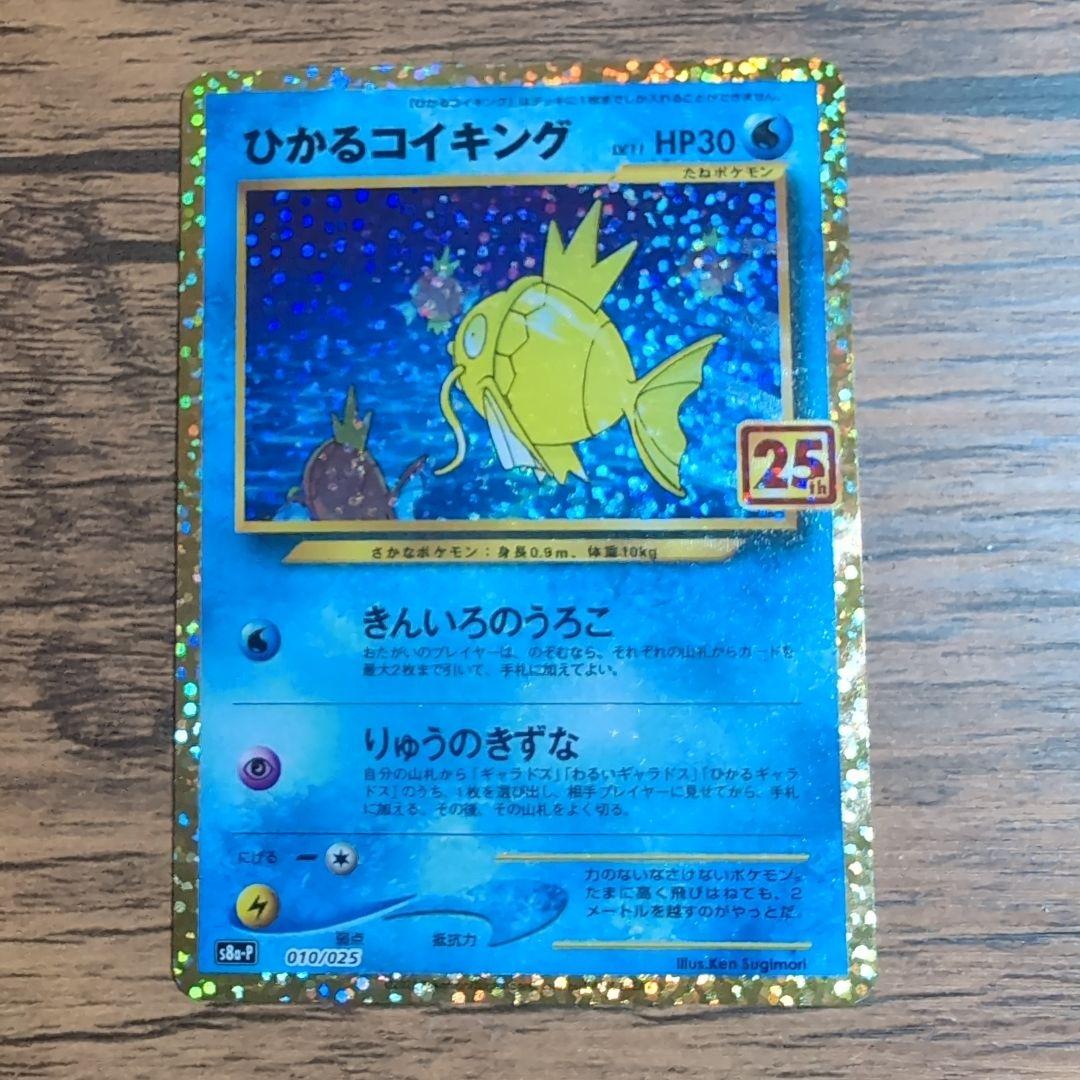 「ひかるコイキング」はデッキに1枚までしか入れることができません。
ひかるコイキング LV.11 HP30
たねポケモン
25th
さかなポケモン：身長0.9m、体重10kg
きんいろのうろこ
おたがいのプレイヤーは、のぞむなら、それぞれの山札からカードを
最大2枚まで引いて、手札に加えてよい。
りゅうのきずな
自分の山札から「ギャラドス」「わるいギャラドス」「ひかるギャラ
ドス」のうち、1枚を選び出し、相手プレイヤーに見せてから、手札
に加える。その後、その山札をよく切る。
にげる
力のないなさけないポケモン。
たまに高く飛びはねても、2
メートルを越すのがやっとだ。
弱点 抵抗力
s8a-P 010/025
Illus.Ken Sugimori